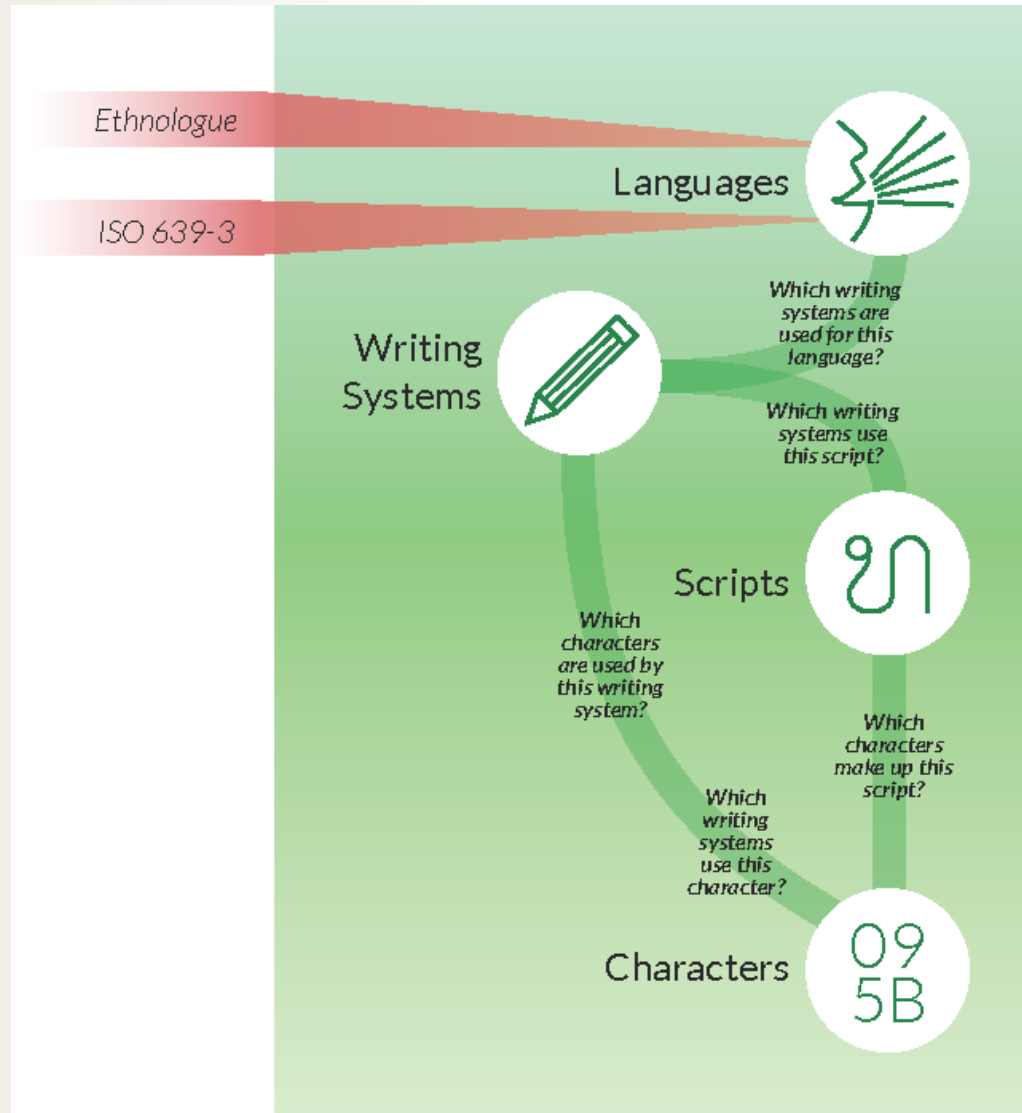 Ethnologue
Languages
ISO 639-3
Which writing
systems are
used for this
language?
Writing
Systems
Which writing
systems use
this script?
Scripts
Which
characters
are used by
this writing
system?
Which
characters
make up this
script?
Which
writing
systems
use this
character?
Characters
09
5B